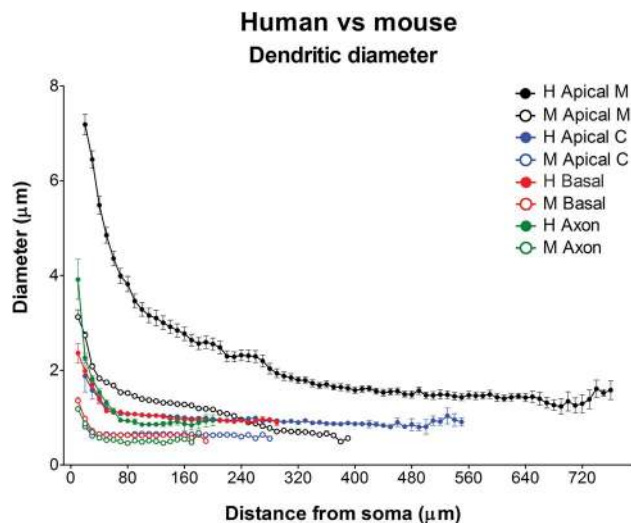 Human vs mouse
Dendritic diameter
8
6
4
2
0
Diameter (μm)
H Apical M
M Apical M
H Apical C
M Apical C
H Basal
M Basal
H Axon
M Axon
0 80 160 240 320 400 480 560 640 720
Distance from soma (μm)